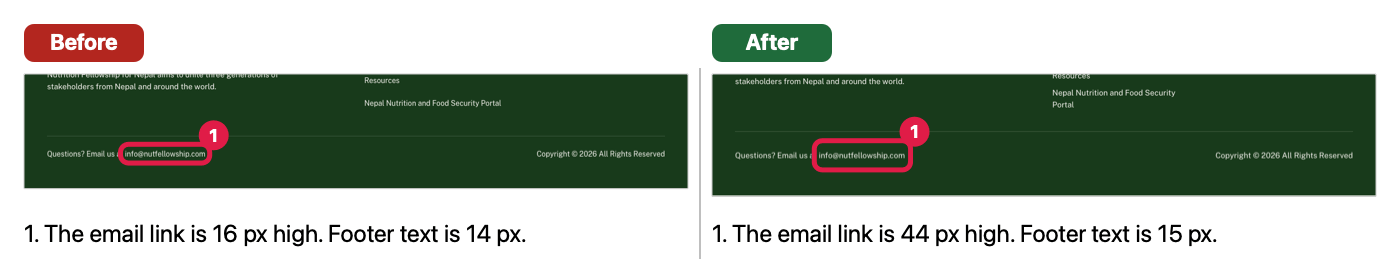 Before
Nutrition Fellowship for Nepal aims to unite three generations of
stakeholders from Nepal and around the world.
Resources
Nepal Nutrition and Food Security Portal
1
Questions? Email us
info@nutfellowship.com
Copyright © 2026 All Rights Reserved
1. The email link is 16 px high. Footer text is 14 px.
After
stakeholders from Nepal and around the world.
Resources
Nepal Nutrition and Food Security
Portal
1
Questions? Email us
info@nutfellowship.com
Copyright © 2026 All Rights Reserved
1. The email link is 44 px high. Footer text is 15 px.